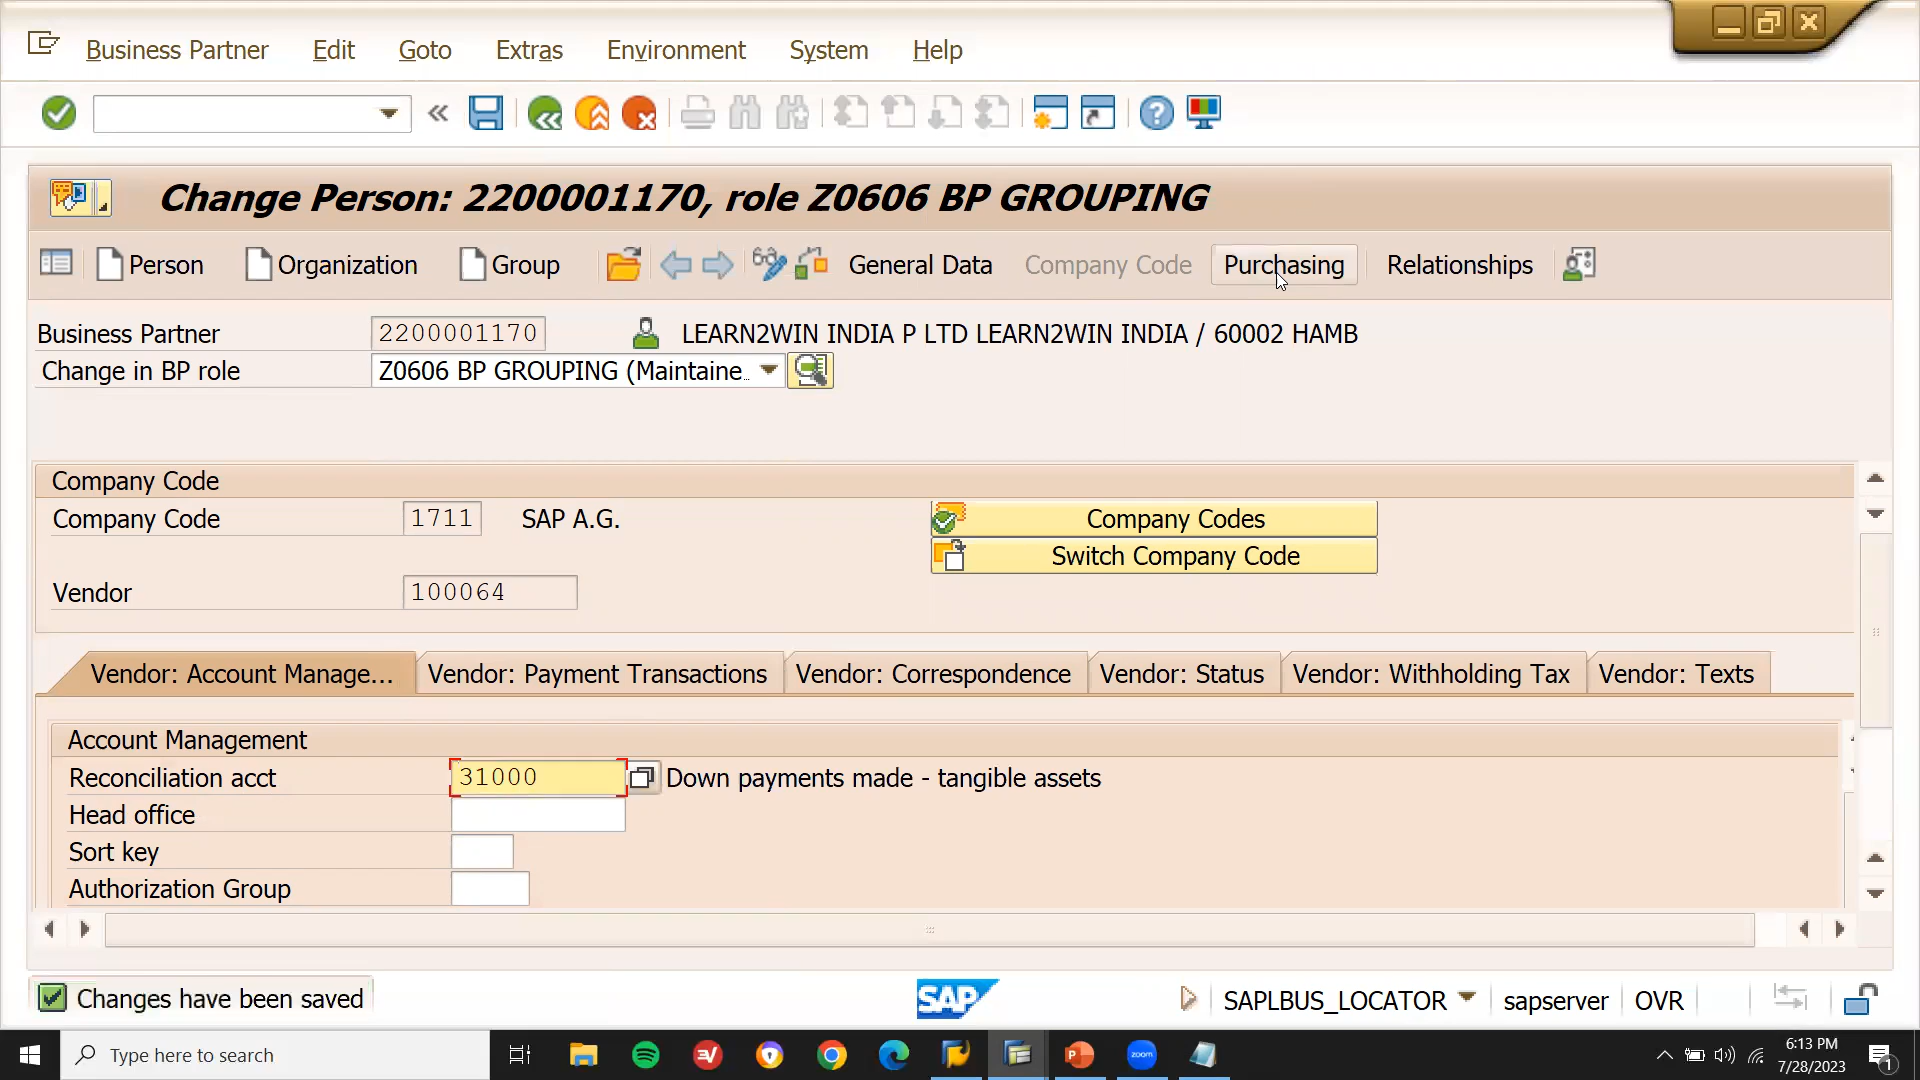 Business Partner Edit Goto Extras Environment System Help
Change Person: 2200001170, role Z0606 BP GROUPING
Person Organization Group General Data Company Code Purchasing Relationships
Business Partner 2200001170 LEARN2WIN INDIA P LTD LEARN2WIN INDIA / 60002 HAMB
Change in BP role Z0606 BP GROUPING (Maintaine...
Company Code
Company Code 1711 SAP A.G. Company Codes
Switch Company Code
Vendor 100064
Vendor: Account Manage... Vendor: Payment Transactions Vendor: Correspondence Vendor: Status Vendor: Withholding Tax Vendor: Texts
Account Management
Reconciliation acct 31000 Down payments made - tangible assets
Head office
Sort key
Authorization Group
Changes have been saved SAP SAPLBUS_LOCATOR sapserver OVR
Type here to search EV P zoom 6:13 PM
7/28/2023 1